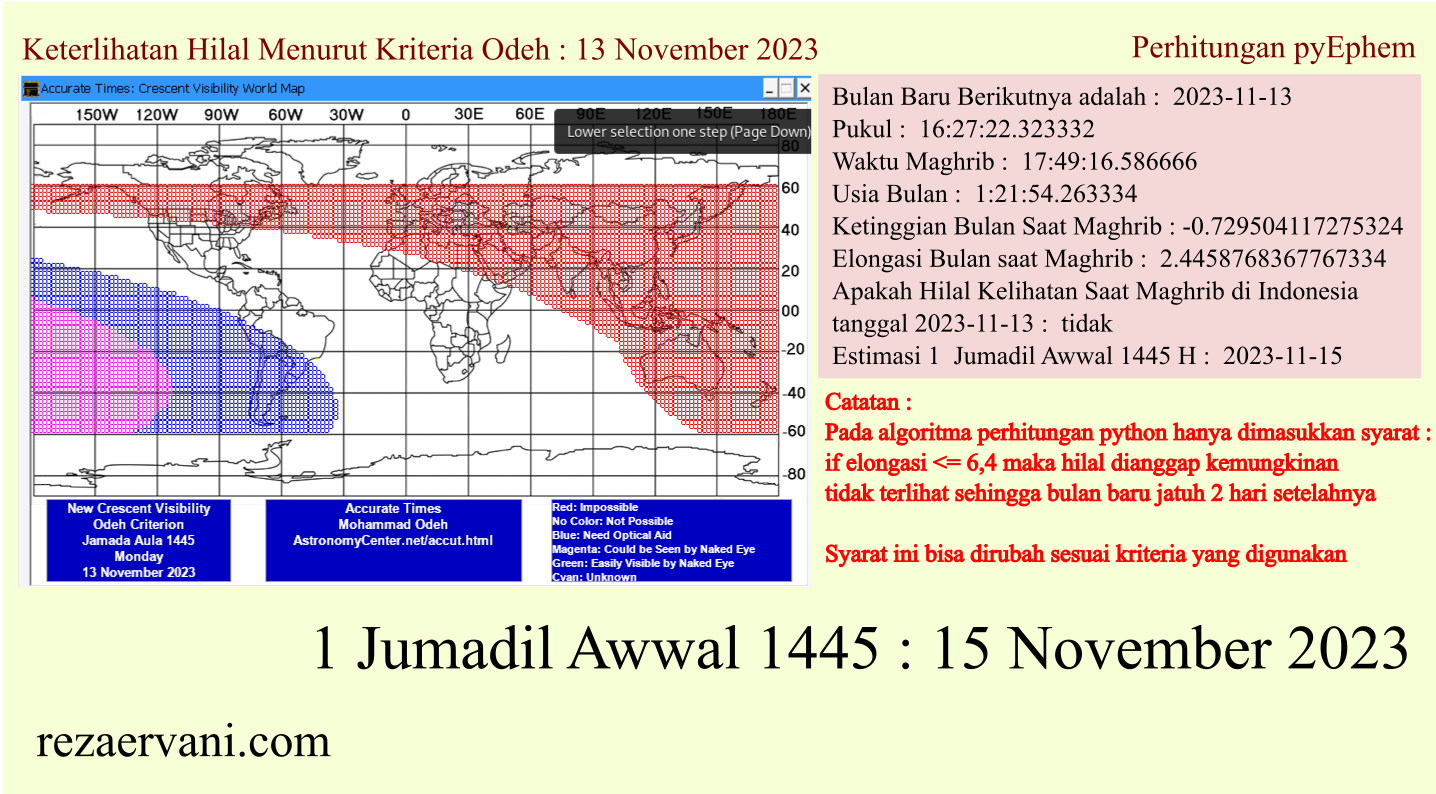 Keterlihatan Hilal Menurut Kriteria Odeh : 13 November 2023
Perhitungan pyEphem
Accurate Times: Crescent Visibility World Map
150W 120W 90W 60W 30W 0 30E 60E 90E 120E 150E 180E
Lower selection one step (Page Down)
80
60
40
20
00
-20
-40
-60
-80
New Crescent Visibility
Odeh Criterion
Jamada Aula 1445
Monday
13 November 2023
Accurate Times
Mohammad Odeh
AstronomyCenter.net/accut.html
Red: Impossible
No Color: Not Possible
Blue: Need Optical Aid
Magenta: Could be Seen by Naked Eye
Green: Easily Visible by Naked Eye
Cyan: Unknown
Bulan Baru Berikutnya adalah : 2023-11-13
Pukul : 16:27:22.323332
Waktu Maghrib : 17:49:16.586666
Usia Bulan : 1:21:54.263334
Ketinggian Bulan Saat Maghrib : -0.729504117275324
Elongasi Bulan saat Maghrib : 2.4458768367767334
Apakah Hilal Kelihatan Saat Maghrib di Indonesia
tanggal 2023-11-13 : tidak
Estimasi 1 Jumadil Awwal 1445 H : 2023-11-15
Catatan :
Pada algoritma perhitungan python hanya dimasukkan syarat :
if elongasi <= 6,4 maka hilal dianggap kemungkinan
tidak terlihat sehingga bulan baru jatuh 2 hari setelahnya
Syarat ini bisa dirubah sesuai kriteria yang digunakan
1 Jumadil Awwal 1445 : 15 November 2023
rezaervani.com